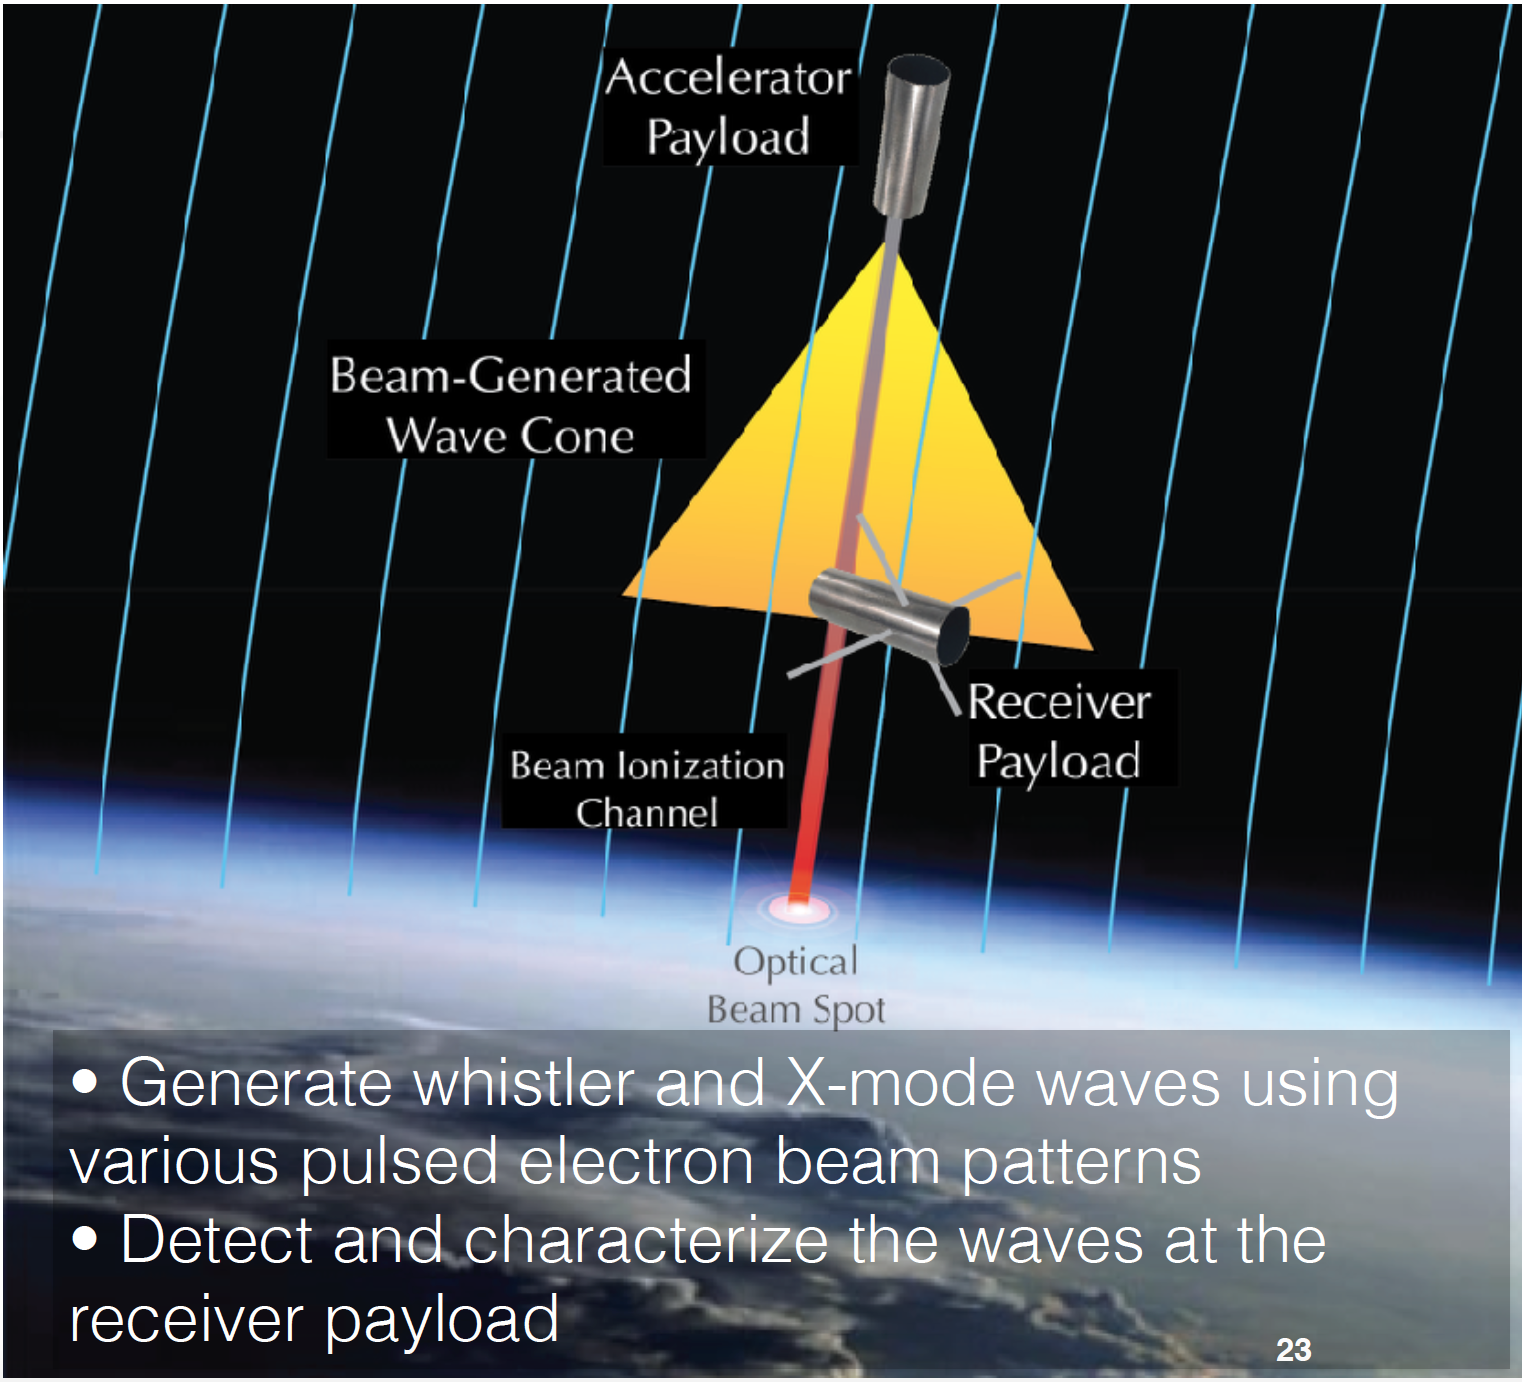 Accelerator
Payload
Beam-Generated
Wave Cone
Receiver
Payload
Beam Ionization
Channel
Optical
Beam Spot
• Generate whistler and X-mode waves using
various pulsed electron beam patterns
• Detect and characterize the waves at the
receiver payload
23